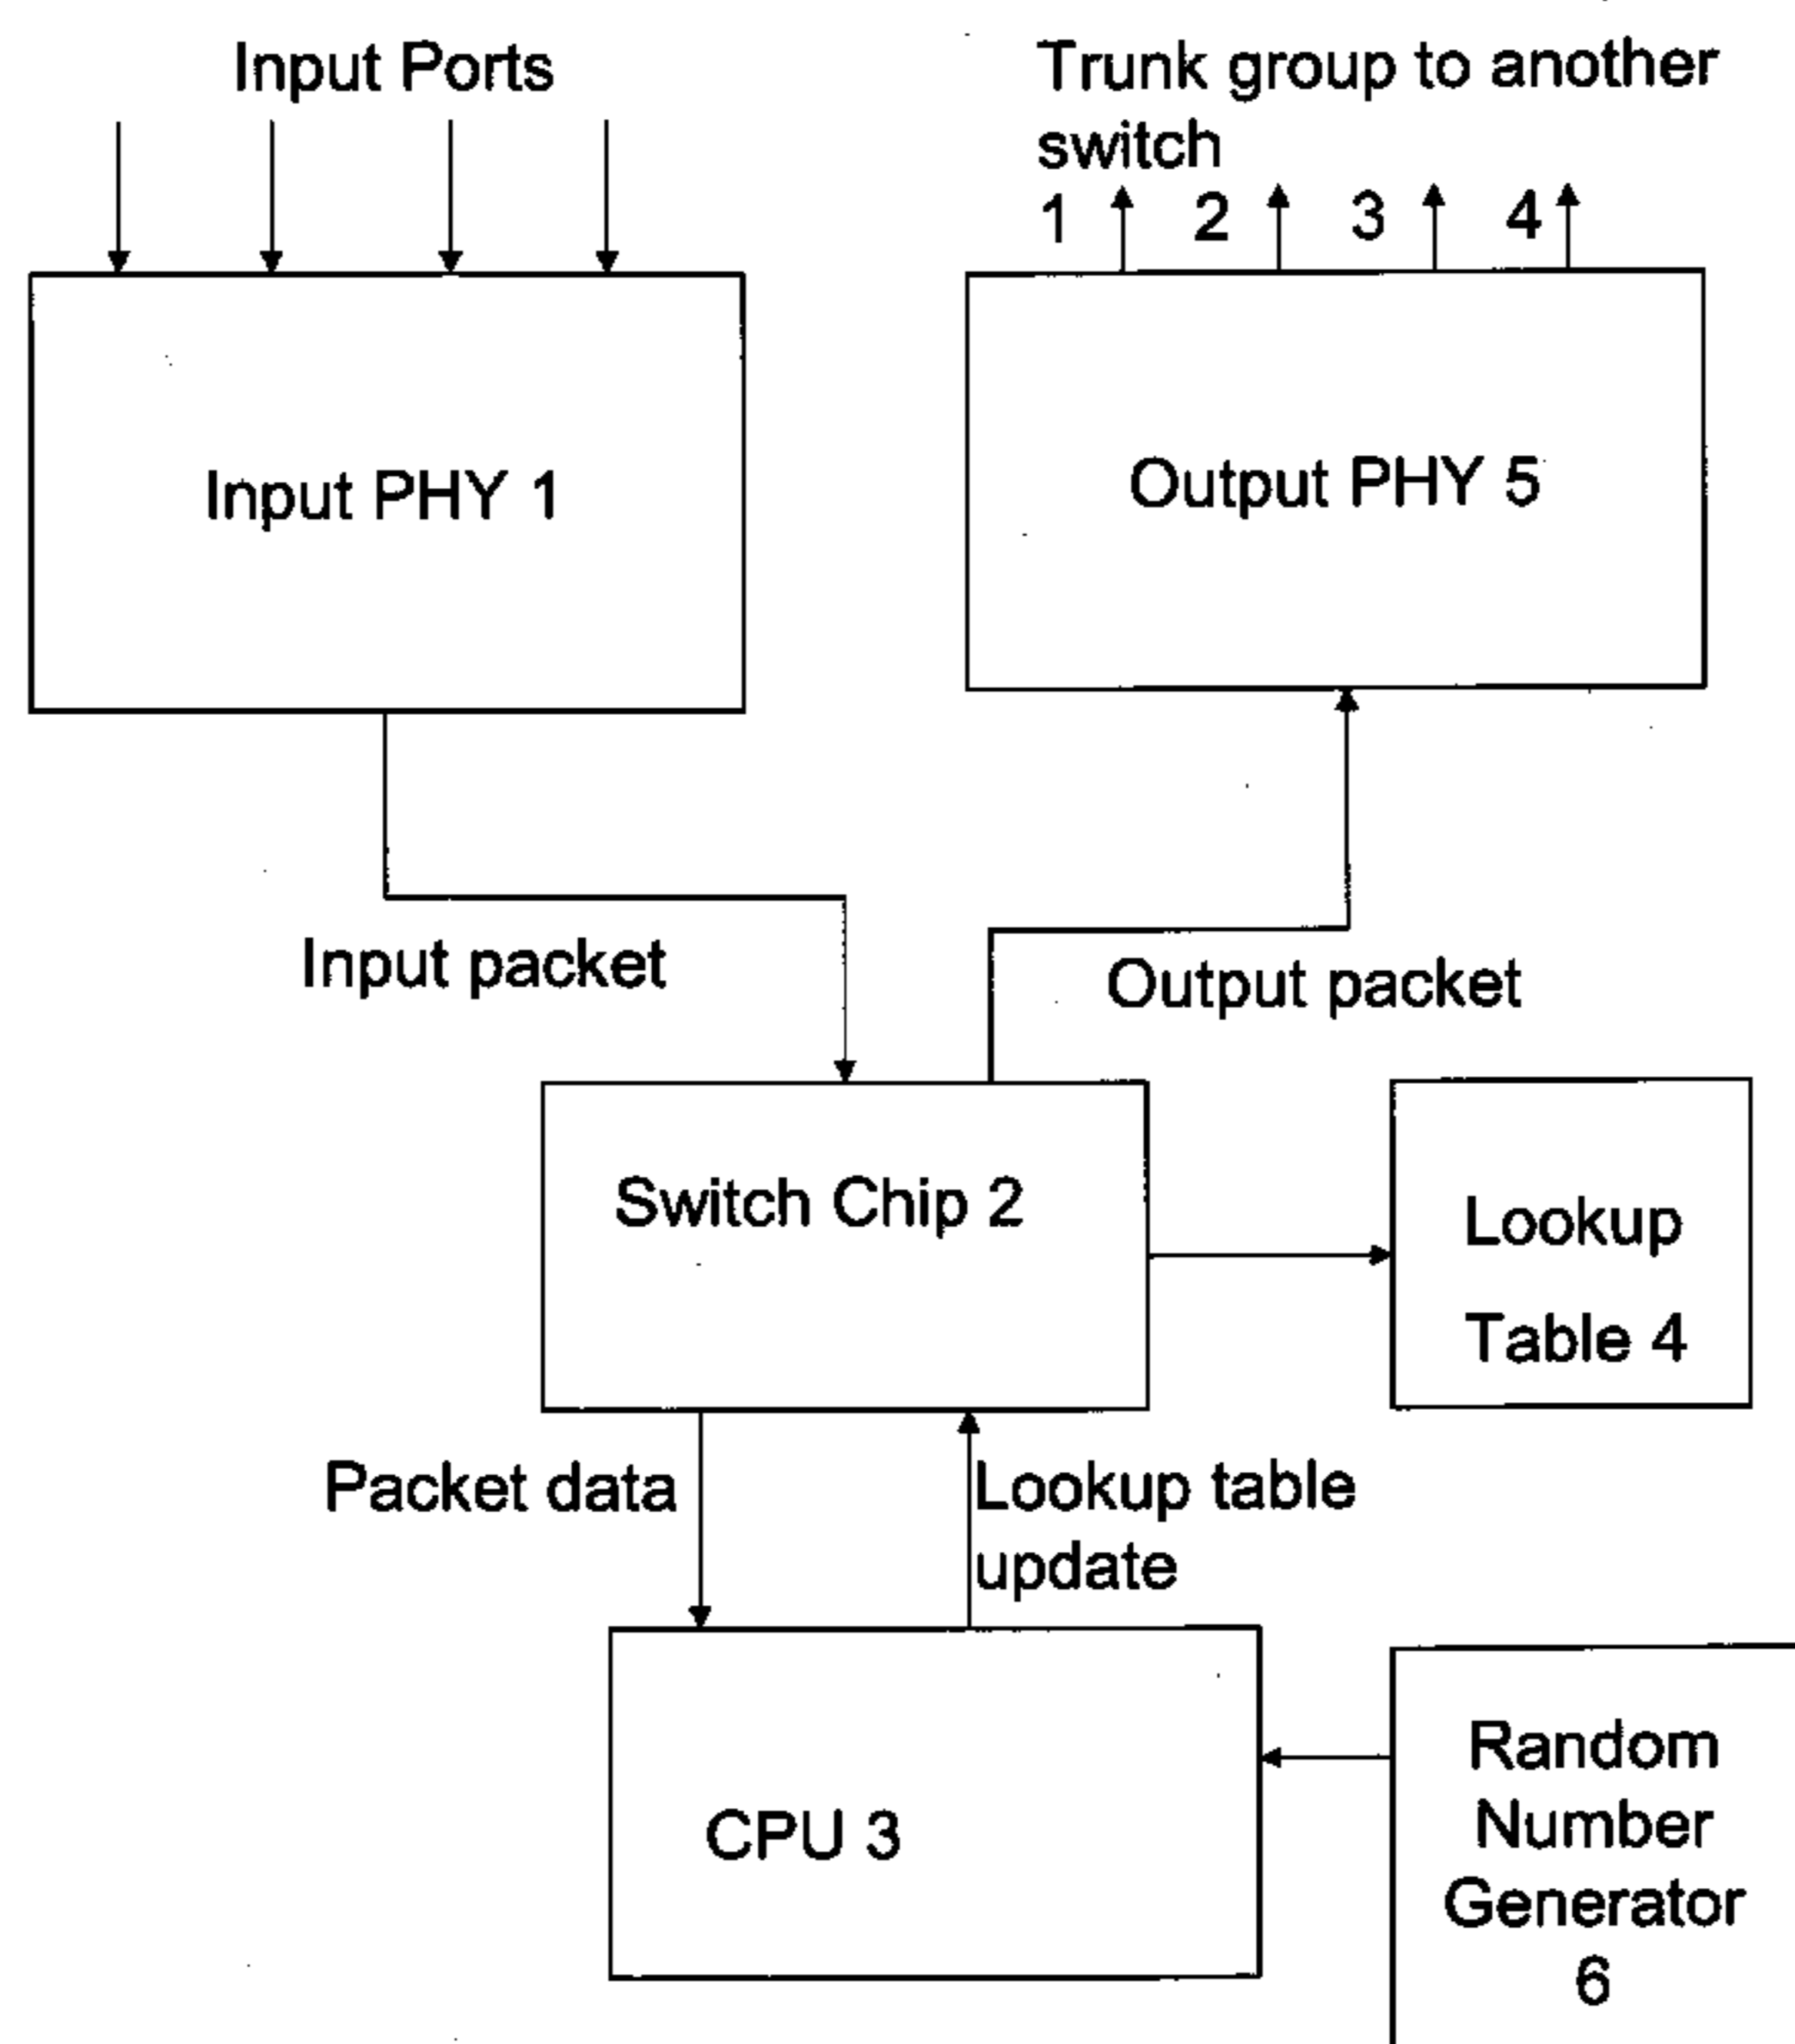 Input Ports
Trunk group to another
switch
1 2 3 4
Input PHY 1
Output PHY 5
Input packet
Output packet
Switch Chip 2
Lookup
Table 4
Packet data
Lookup table
update
CPU 3
Random
Number
Generator
6